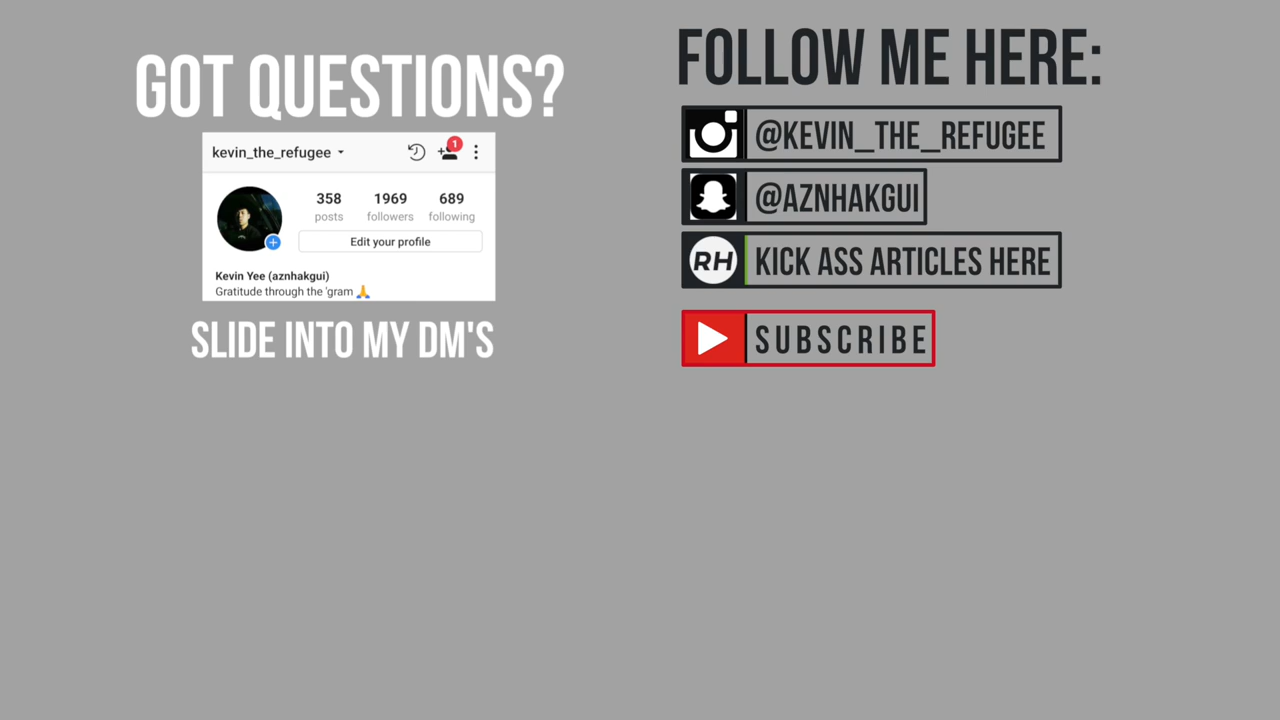 GOT QUESTIONS?
kevin_the_refugee
1
358 1969 689
posts followers following
Edit your profile
Kevin Yee (aznhakgui)
Gratitude through the 'gram 🙏
SLIDE INTO MY DM'S
FOLLOW ME HERE:
@KEVIN_THE_REFUGEE
@AZNHAKGUI
RH KICK ASS ARTICLES HERE
SUBSCRIBE